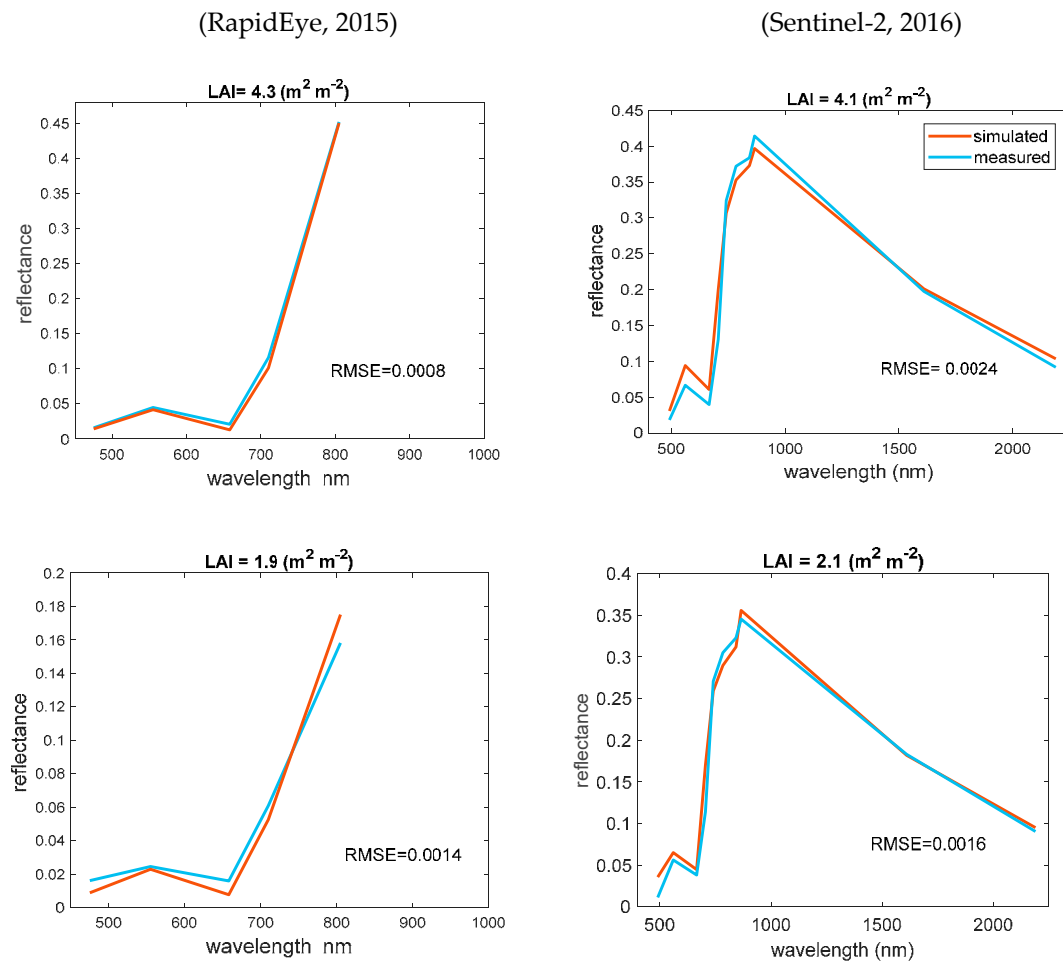 (RapidEye, 2015)
(Sentinel-2, 2016)
LAI= 4.3 (m² m⁻²)
0.45
0.4
0.35
0.3
0.25
0.2
0.15
0.1
0.05
0
reflectance
RMSE=0.0008
500 600 700 800 900 1000
wavelength nm
LAI = 4.1 (m² m⁻²)
simulated
measured
0.45
0.4
0.35
0.3
0.25
0.2
0.15
0.1
0.05
0
reflectance
RMSE= 0.0024
500 1000 1500 2000
wavelength (nm)
LAI = 1.9 (m² m⁻²)
0.2
0.18
0.16
0.14
0.12
0.1
0.08
0.06
0.04
0.02
0
reflectance
RMSE=0.0014
500 600 700 800 900 1000
wavelength nm
LAI = 2.1 (m² m⁻²)
0.4
0.35
0.3
0.25
0.2
0.15
0.1
0.05
0
reflectance
RMSE=0.0016
500 1000 1500 2000
wavelength (nm)